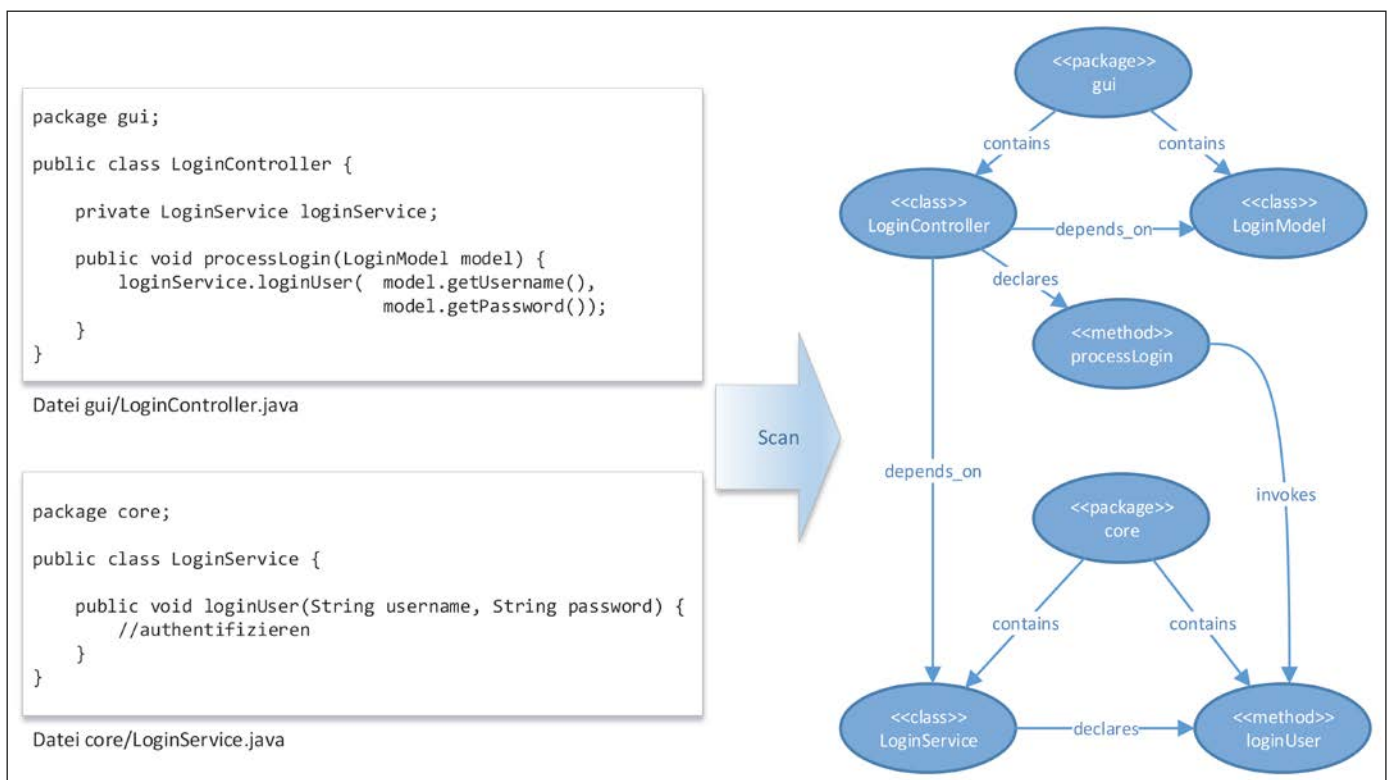 package gui;
public class LoginController {
private LoginService loginService;
public void processLogin(LoginModel model) {
loginService.loginUser(  model.getUsername(),
model.getPassword());
}
}
Datei gui/LoginController.java
package core;
public class LoginService {
public void loginUser(String username, String password) {
//authentifizieren
}
}
Datei core/LoginService.java
Scan
<<package>>
gui
contains
contains
<<class>>
LoginController
depends_on
<<class>>
LoginModel
declares
<<method>>
processLogin
depends_on
invokes
<<package>>
core
contains
contains
<<class>>
LoginService
declares
<<method>>
loginUser